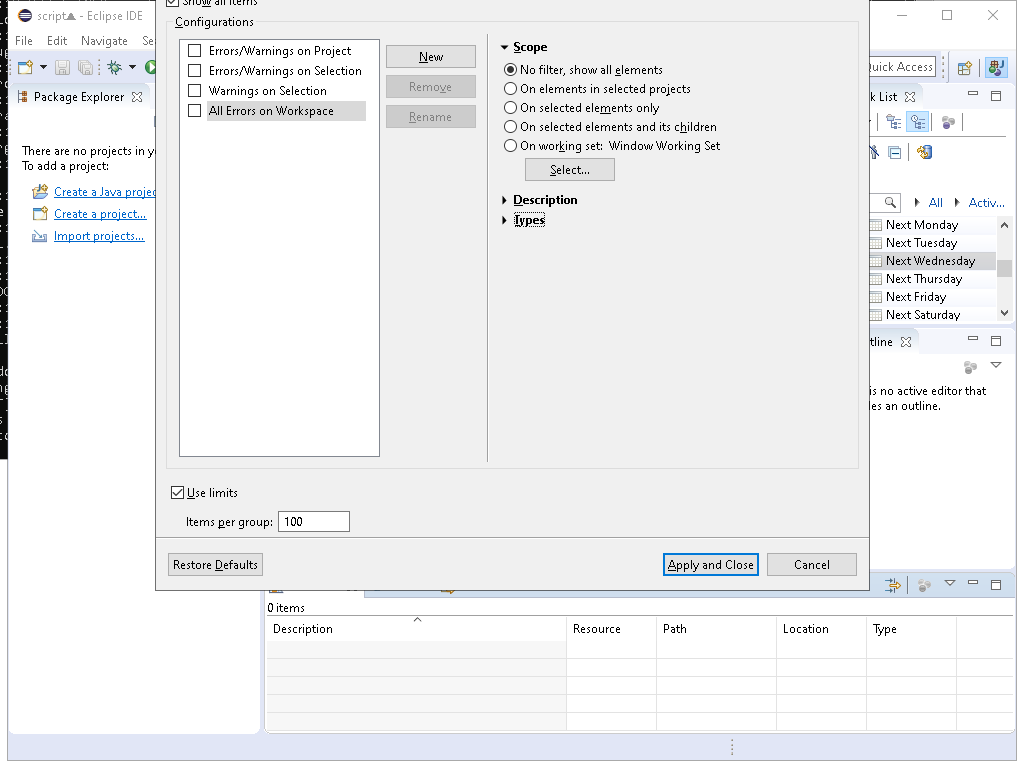 Show all items
script - Eclipse IDE
File Edit Navigate Se
Configurations
Errors/Warnings on Project
Errors/Warnings on Selection
Warnings on Selection
All Errors on Workspace
New
Remove
Rename
Scope
No filter, show all elements
On elements in selected projects
On selected elements only
On selected elements and its children
On working set: Window Working Set
Select...
Description
Types
Use limits
Items per group: 100
Restore Defaults
Apply and Close
Cancel
Package Explorer
There are no projects in y
To add a project:
Create a Java projec
Create a project...
Import projects...
Quick Access
k List
All Activ...
Next Monday
Next Tuesday
Next Wednesday
Next Thursday
Next Friday
Next Saturday
tline
is no active editor that
des an outline.
0 items
Description Resource Path Location Type